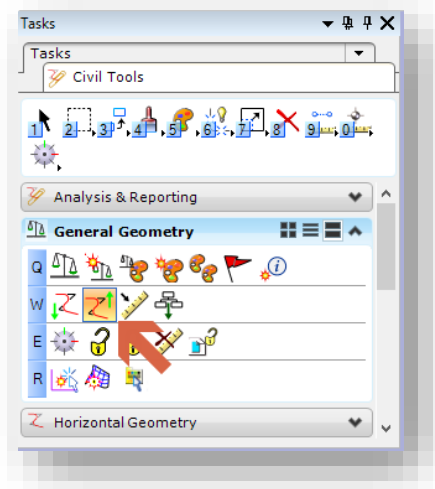 Tasks
Tasks
Civil Tools
1 2 3 4 5 6 7 8 9 0
Analysis & Reporting
General Geometry
Q
W
E
R
Horizontal Geometry